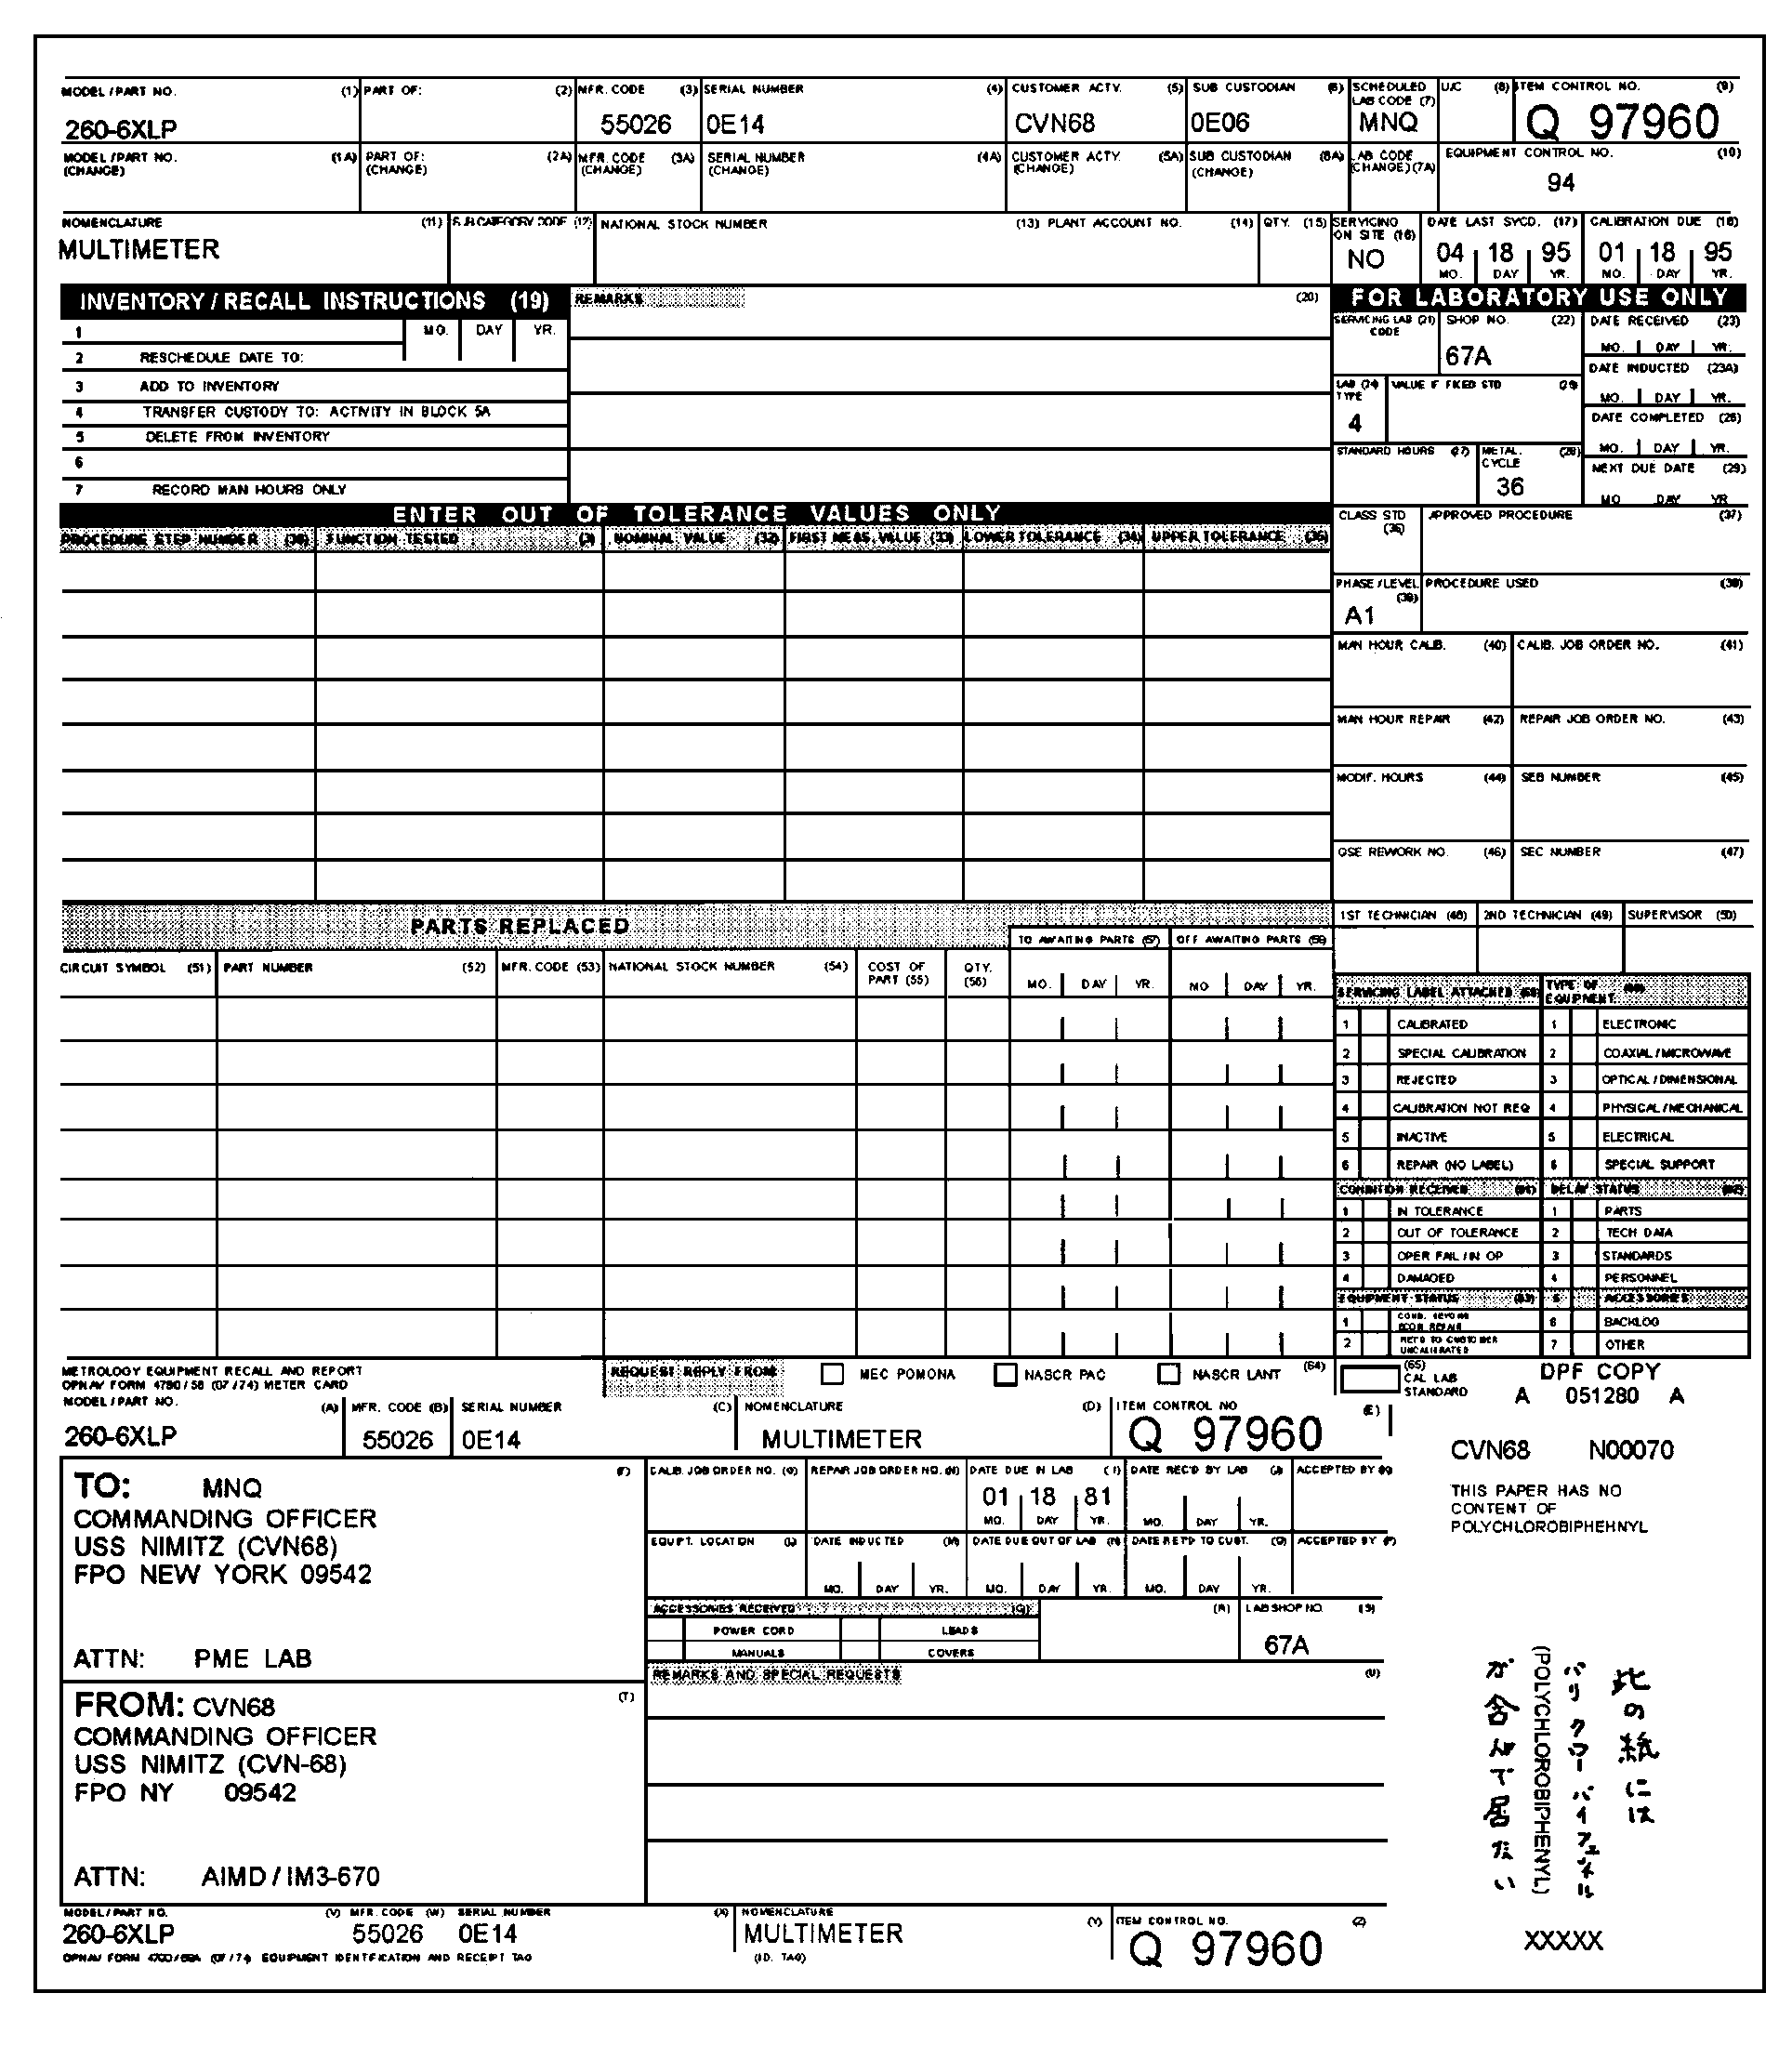 MODEL / PART NO. (1) PART OF: (2) MFR. CODE (3) SERIAL NUMBER (4) CUSTOMER ACTY. (5) SUB CUSTODIAN (6) SCHEDULED LAB CODE (7) U/C (8) ITEM CONTROL NO. (9)
260-6XLP 55026 0E14 CVN68 0E06 MNQ Q 97960
MODEL / PART NO. (CHANGE) (1A) PART OF: (CHANGE) (2A) MFR. CODE (CHANGE) (3A) SERIAL NUMBER (CHANGE) (4A) CUSTOMER ACTY. (CHANGE) (5A) SUB CUSTODIAN (CHANGE) (6A) LAB CODE (CHANGE) (7A) EQUIPMENT CONTROL NO. (10)
94
NOMENCLATURE (11) SUBCATEGORY CODE (12) NATIONAL STOCK NUMBER (13) PLANT ACCOUNT NO. (14) QTY. (15) SERVICING ON SITE (16) DATE LAST SVCD. (17) CALIBRATION DUE (18)
MULTIMETER NO 04 18 95 01 18 95
MO. DAY YR. MO. DAY YR.
INVENTORY / RECALL INSTRUCTIONS (19) REMARKS (20) FOR LABORATORY USE ONLY
1 MO. DAY YR.
2 RESCHEDULE DATE TO:
3 ADD TO INVENTORY
4 TRANSFER CUSTODY TO: ACTIVITY IN BLOCK 5A
5 DELETE FROM INVENTORY
6
7 RECORD MAN HOURS ONLY
SERVICING LAB CODE (21) SHOP NO. (22) DATE RECEIVED (23)
67A MO. DAY YR.
DATE INDUCTED (23A)
LAB TYPE (24) VALUE IF FIXED STD (25) MO. DAY YR.
4 DATE COMPLETED (26)
STANDARD HOURS (27) METAL. CYCLE (28) MO. DAY YR.
36 NEXT DUE DATE (29)
MO DAY YR
ENTER OUT OF TOLERANCE VALUES ONLY
PROCEDURE STEP NUMBER (30) FUNCTION TESTED (3) NOMINAL VALUE (32) FIRST MEAS. VALUE (33) LOWER TOLERANCE (34) UPPER TOLERANCE (35)
CLASS STD (36) APPROVED PROCEDURE (37)
PHASE / LEVEL (39) PROCEDURE USED (38)
A1
MAN HOUR CALIB. (40) CALIB. JOB ORDER NO. (41)
MAN HOUR REPAIR (42) REPAIR JOB ORDER NO. (43)
MODIF. HOURS (44) SEB NUMBER (45)
QSE REWORK NO. (46) SEC NUMBER (47)
PARTS REPLACED
1ST TECHNICIAN (48) 2ND TECHNICIAN (49) SUPERVISOR (50)
TO AWAITING PARTS (57) OFF AWAITING PARTS (58)
CIRCUIT SYMBOL (51) PART NUMBER (52) MFR. CODE (53) NATIONAL STOCK NUMBER (54) COST OF PART (55) QTY. (56) MO. DAY YR. MO DAY YR.
SERVICING LABEL ATTACHED (59) TYPE OF EQUIPMENT (60)
1 CALIBRATED 1 ELECTRONIC
2 SPECIAL CALIBRATION 2 COAXIAL / MICROWAVE
3 REJECTED 3 OPTICAL / DIMENSIONAL
4 CALIBRATION NOT REQ 4 PHYSICAL / MECHANICAL
5 INACTIVE 5 ELECTRICAL
6 REPAIR (NO LABEL) 6 SPECIAL SUPPORT
CONDITION RECEIVED (61) DELAY STATUS (62)
1 IN TOLERANCE 1 PARTS
2 OUT OF TOLERANCE 2 TECH DATA
3 OPER FAIL / IN OP 3 STANDARDS
4 DAMAGED 4 PERSONNEL
EQUIPMENT STATUS (63) 5 ACCESSORIES
1 COND. BEYOND ECON REPAIR 6 BACKLOG
2 RET'D TO CUSTOMER UNCALIBRATED 7 OTHER
METROLOGY EQUIPMENT RECALL AND REPORT
OPNAV FORM 4790 / 58 (07 / 74) METER CARD
REQUEST REPLY FROM MEC POMONA NASCR PAC NASCR LANT (64) (65) CAL LAB STANDARD
DPF COPY
A 051280 A
MODEL / PART NO. (A) MFR. CODE (B) SERIAL NUMBER (C) NOMENCLATURE (D) ITEM CONTROL NO (E)
260-6XLP 55026 0E14 MULTIMETER Q 97960
CVN68 N00070
THIS PAPER HAS NO
CONTENT OF
POLYCHLOROBIPHEHNYL
TO: MNQ (F)
COMMANDING OFFICER
USS NIMITZ (CVN68)
FPO NEW YORK 09542
ATTN: PME LAB
CALIB. JOB ORDER NO. (G) REPAIR JOB ORDER NO. (H) DATE DUE IN LAB (I) DATE REC'D BY LAB (J) ACCEPTED BY (K)
01 18 81
MO. DAY YR. MO. DAY YR.
EQUPT. LOCATION (L) DATE INDUCTED (M) DATE DUE OUT OF LAB (N) DATE RET'D TO CUST. (O) ACCEPTED BY (P)
MO. DAY YR. MO. DAY YR. MO. DAY YR.
ACCESSORIES RECEIVED (Q) (R) LAB SHOP NO. (S)
POWER CORD LEADS
MANUALS COVERS
67A
REMARKS AND SPECIAL REQUESTS (U)
FROM: CVN68 (T)
COMMANDING OFFICER
USS NIMITZ (CVN-68)
FPO NY 09542
ATTN: AIMD / IM3-670
此の紙には
パリクローバイフェネル
(POLYCHLOROBIPHENYL)
が含んで居ない
XXXXX
MODEL / PART NO. (V) MFR. CODE (W) SERIAL NUMBER (X) NOMENCLATURE (Y) ITEM CONTROL NO. (Z)
260-6XLP 55026 0E14 MULTIMETER Q 97960
OPNAV FORM 4790/58A (07 / 74) EQUIPMENT IDENTIFICATION AND RECEIPT TAG (ID. TAG)